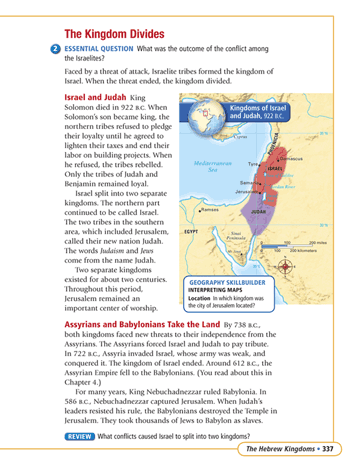 The Kingdom Divides
2 ESSENTIAL QUESTION What was the outcome of the conflict among
the Israelites?
Faced by a threat of attack, Israelite tribes formed the kingdom of
Israel. When the threat ended, the kingdom divided.
Israel and Judah King
Solomon died in 922 B.C. When
Solomon's son became king, the
northern tribes refused to pledge
their loyalty until he agreed to
lighten their taxes and end their
labor on building projects. When
he refused, the tribes rebelled.
Only the tribes of Judah and
Benjamin remained loyal.
Israel split into two separate
kingdoms. The northern part
continued to be called Israel.
The two tribes in the southern
area, which included Jerusalem,
called their new nation Judah.
The words Judaism and Jews
come from the name Judah.
Two separate kingdoms
existed for about two centuries.
Throughout this period,
Jerusalem remained an
important center of worship.
Kingdoms of Israel
and Judah, 922 B.C.
Cyprus
PHOENICIA
Mediterranean
Sea
Tyre
Damascus
ISRAEL
Samaria
Jordan River
Jerusalem
JUDAH
Ramses
EGYPT
Sinai
Peninsula
0 100 200 miles
0 100 200 kilometers
GEOGRAPHY SKILLBUILDER
INTERPRETING MAPS
Location In which kingdom was
the city of Jerusalem located?
Assyrians and Babylonians Take the Land By 738 B.C.,
both kingdoms faced new threats to their independence from the
Assyrians. The Assyrians forced Israel and Judah to pay tribute.
In 722 B.C., Assyria invaded Israel, whose army was weak, and
conquered it. The kingdom of Israel ended. Around 612 B.C., the
Assyrian Empire fell to the Babylonians. (You read about this in
Chapter 4.)
For many years, King Nebuchadnezzar ruled Babylonia. In
586 B.C., Nebuchadnezzar captured Jerusalem. When Judah's
leaders resisted his rule, the Babylonians destroyed the Temple in
Jerusalem. They took thousands of Jews to Babylon as slaves.
REVIEW What conflicts caused Israel to split into two kingdoms?
The Hebrew Kingdoms • 337